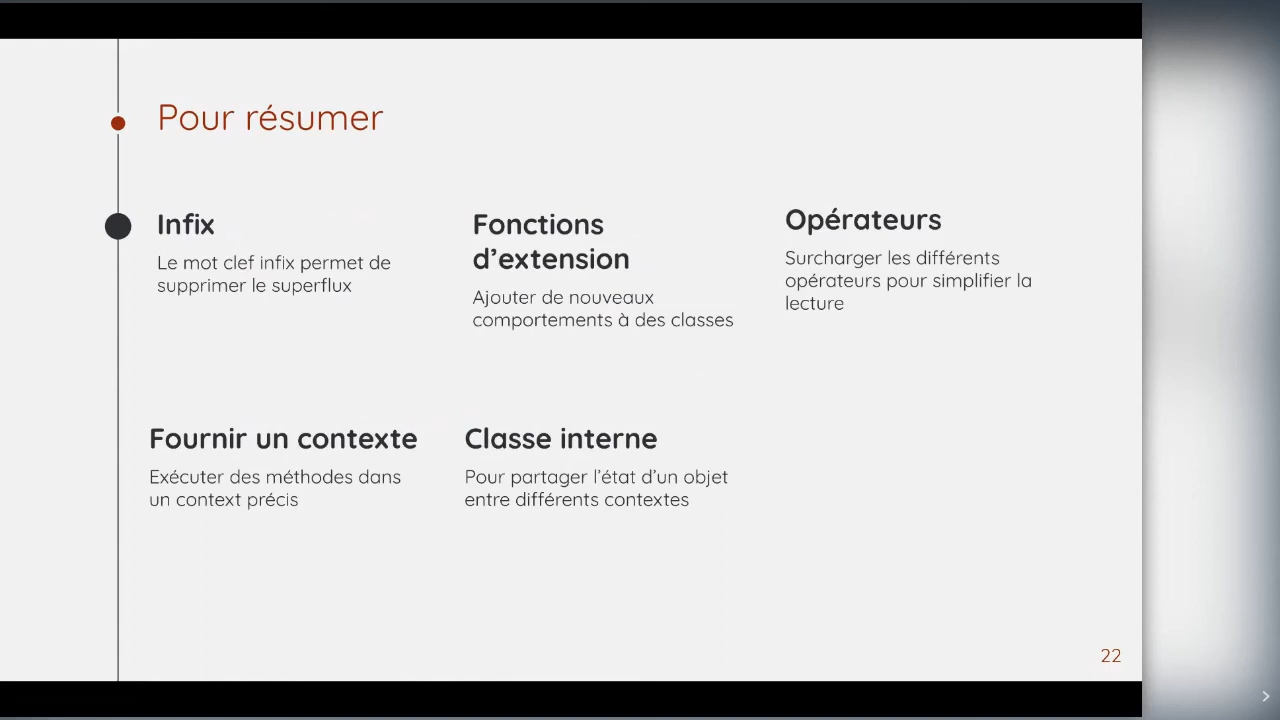 Pour résumer
Infix
Le mot clef infix permet de
supprimer le superflux
Fonctions
d’extension
Ajouter de nouveaux
comportements à des classes
Opérateurs
Surcharger les différents
opérateurs pour simplifier la
lecture
Fournir un contexte
Exécuter des méthodes dans
un context précis
Classe interne
Pour partager l’état d’un objet
entre différents contextes
22